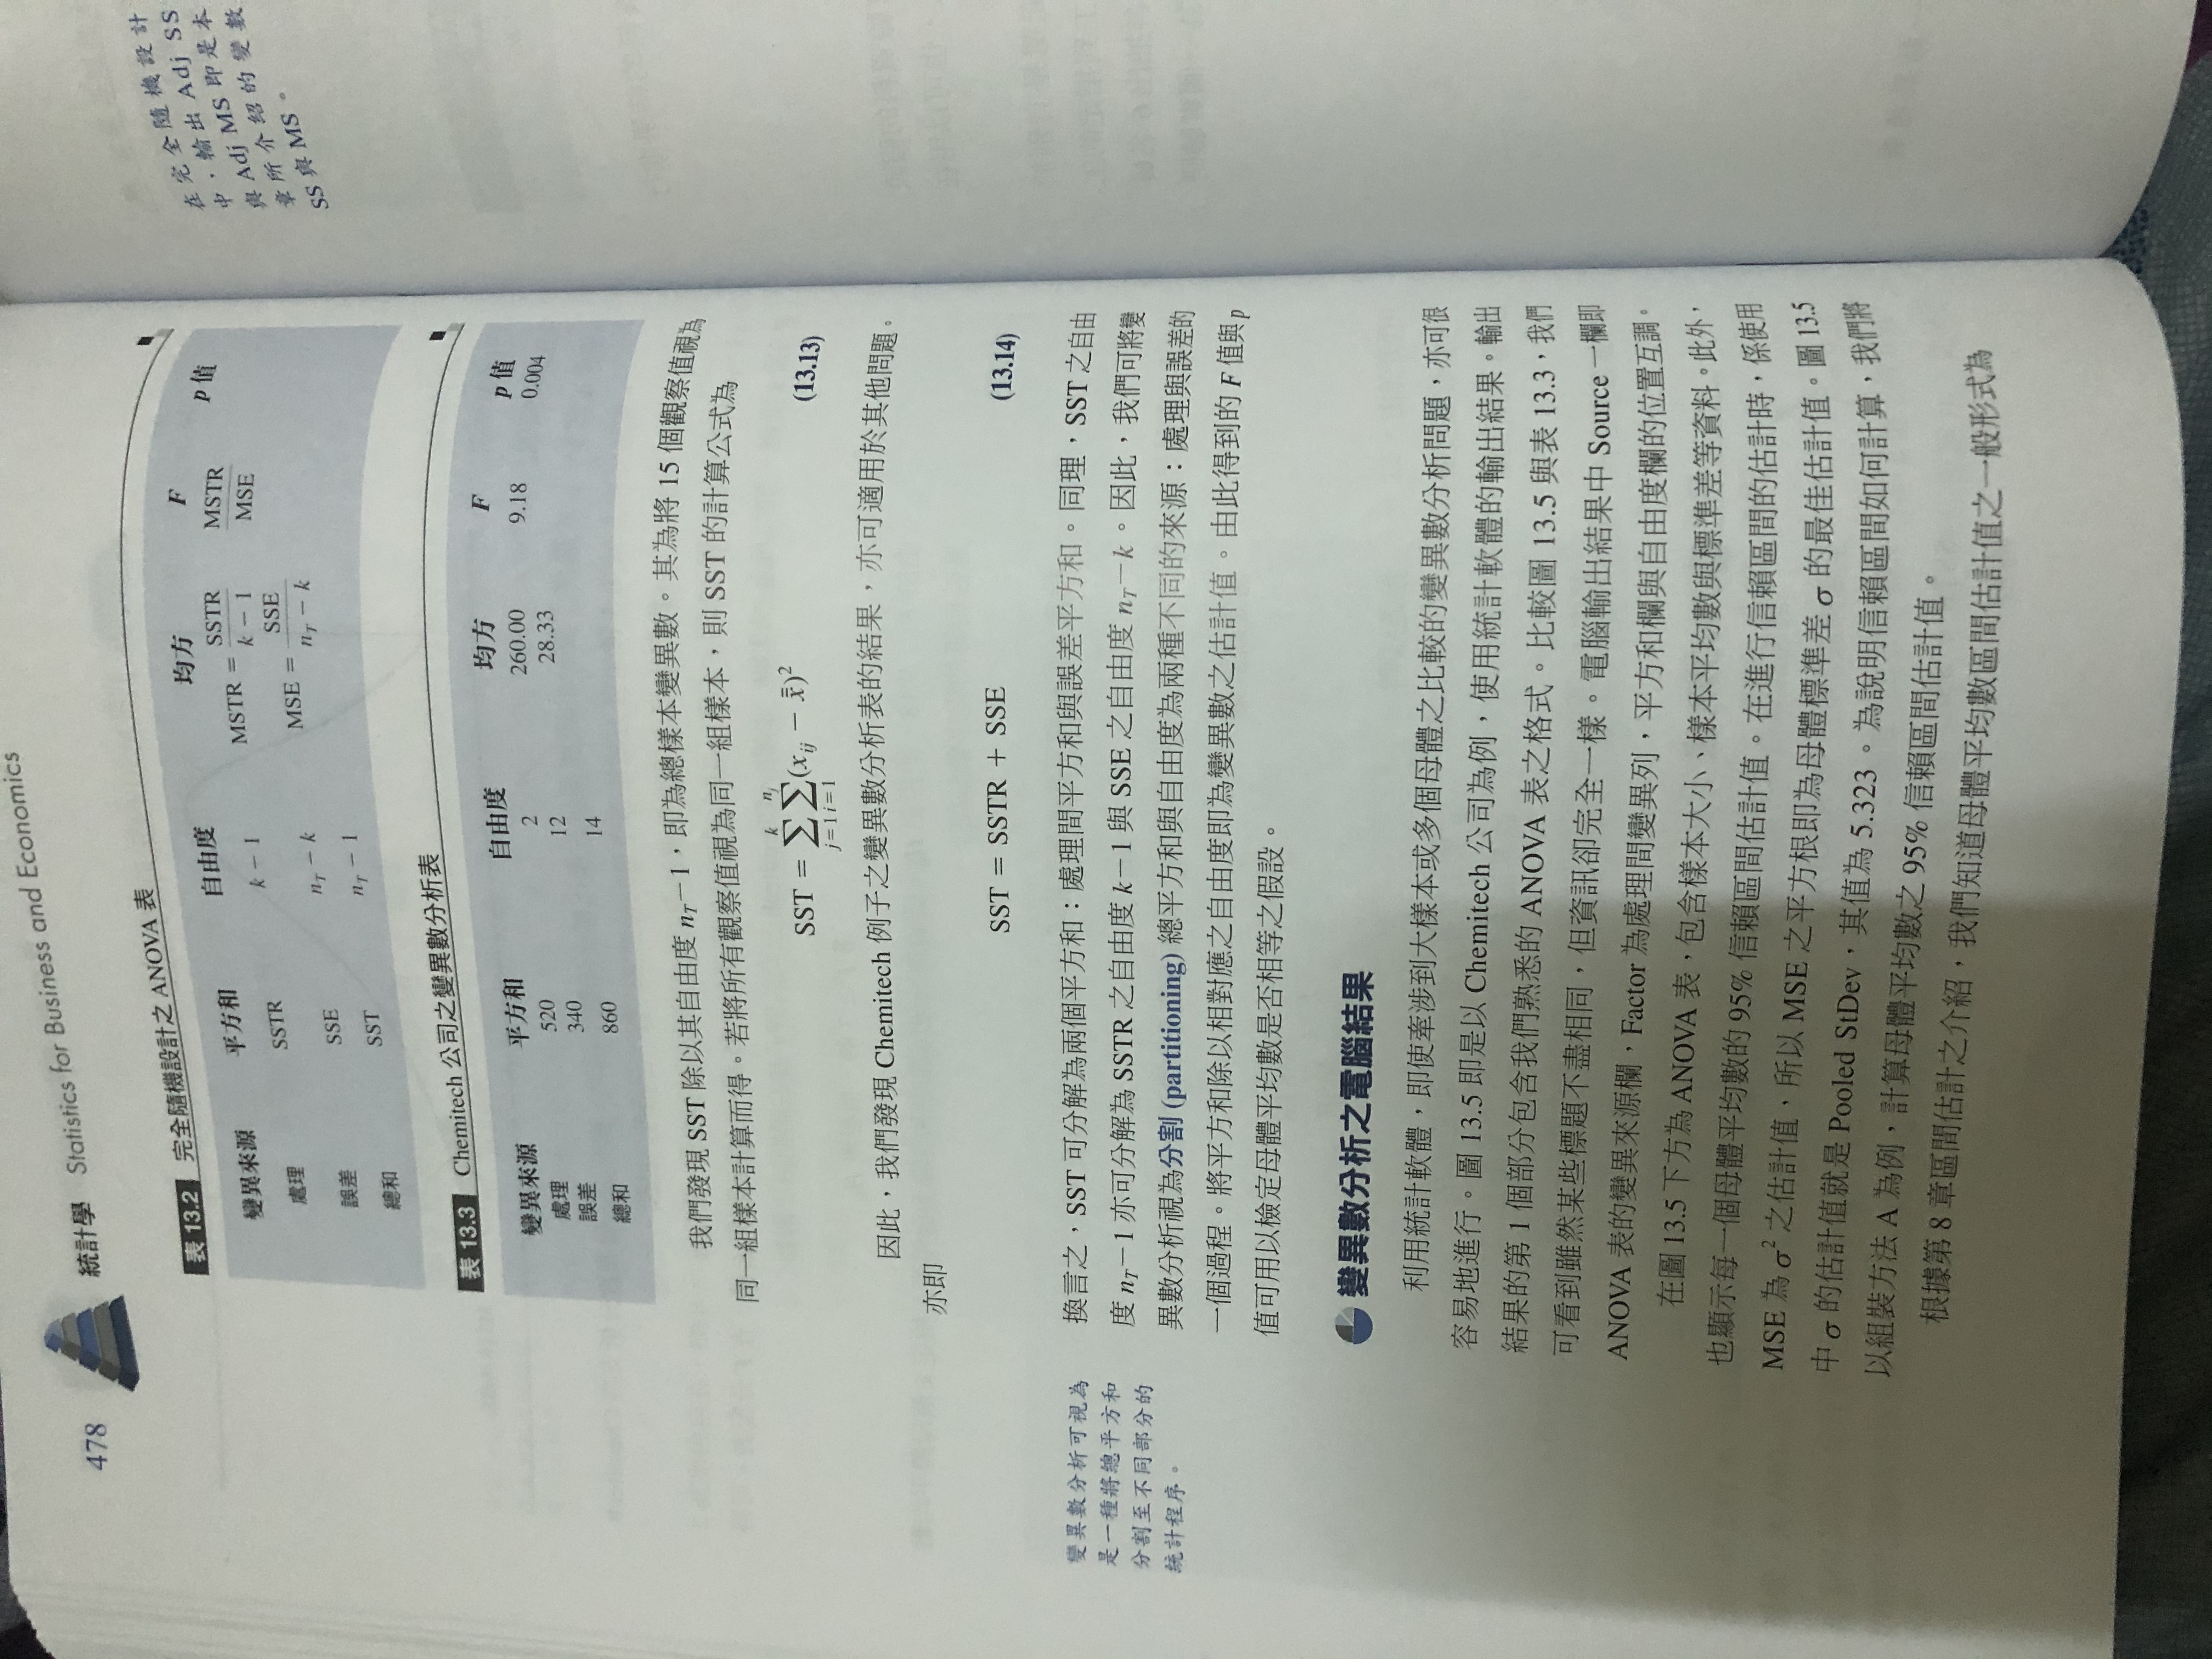 478 統計學 Statistics for Business and Economics
表 13.2 完全隨機設計之 ANOVA 表
變異來源 平方和 自由度 均方 F p 值
處理 SSTR k − 1 MSTR = SSTR / k − 1 MSTR / MSE
誤差 SSE n_T − k MSE = SSE / n_T − k
總和 SST n_T − 1
表 13.3 Chemitech 公司之變異數分析表
變異來源 平方和 自由度 均方 F p 值
處理 520 2 260.00 9.18 0.004
誤差 340 12 28.33
總和 860 14
我們發現 SST 除以其自由度 n_T−1，即為總樣本變異數。其為將 15 個觀察值視為
同一組樣本計算而得。若將所有觀察值視為同一組樣本，則 SST 的計算公式為
SST = ∑_{j=1}^{k} ∑_{i=1}^{n_j} (x_ij − x̿)² (13.13)
因此，我們發現 Chemitech 例子之變異數分析表的結果，亦可適用於其他問題。
亦即
SST = SSTR + SSE (13.14)
變異數分析可視為
是一種將總平方和
分割至不同部分的
統計程序。
換言之，SST 可分解為兩個平方和：處理間平方和與誤差平方和。同理，SST 之自由
度 n_T−1 亦可分解為 SSTR 之自由度 k−1 與 SSE 之自由度 n_T−k。因此，我們可將變
異數分析視為分割 (partitioning) 總平方和與自由度為兩種不同的來源：處理與誤差的
一個過程。將平方和除以相對應之自由度即為變異數之估計值。由此得到的 F 值與 p
值可用以檢定母體平均數是否相等之假設。
變異數分析之電腦結果
利用統計軟體，即使牽涉到大樣本或多個母體之比較的變異數分析問題，亦可很
容易地進行。圖 13.5 即是以 Chemitech 公司為例，使用統計軟體的輸出結果。輸出
結果的第 1 個部分包含我們熟悉的 ANOVA 表之格式。比較圖 13.5 與表 13.3，我們
可看到雖然某些標題不盡相同，但資訊卻完全一樣。電腦輸出結果中 Source 一欄即
ANOVA 表的變異來源欄，Factor 為處理間變異列，平方和欄與自由度欄的位置互調。
在圖 13.5 下方為 ANOVA 表，包含樣本大小、樣本平均數與標準差等資料。此外，
也顯示每一個母體平均數的 95% 信賴區間估計值。在進行信賴區間的估計時，係使用
MSE 為 σ² 之估計值，所以 MSE 之平方根即為母體標準差 σ 的最佳估計值。圖 13.5
中 σ 的估計值就是 Pooled StDev，其值為 5.323。為說明信賴區間如何計算，我們將
以組裝方法 A 為例，計算母體平均數之 95% 信賴區間估計值。
根據第 8 章區間估計之介紹，我們知道母體平均數區間估計值之一般形式為
在完全隨機設計
中，輸出 Adj SS
與 Adj MS 即是本
章所介紹的變數
SS 與 MS。